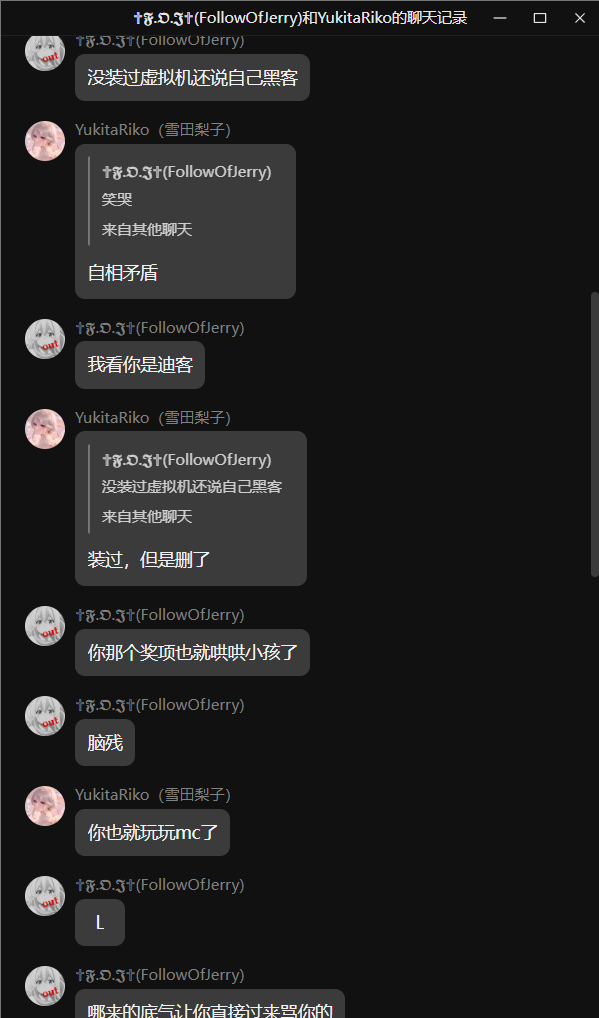 ✝𝕱.𝕺.𝕵✝(FollowOfJerry)和YukitaRiko的聊天记录
✝𝕱.𝕺.𝕵✝(FollowOfJerry)
没装过虚拟机还说自己黑客
YukitaRiko（雪田梨子）
✝𝕱.𝕺.𝕵✝(FollowOfJerry)
笑哭
来自其他聊天
自相矛盾
✝𝕱.𝕺.𝕵✝(FollowOfJerry)
我看你是迪客
YukitaRiko（雪田梨子）
✝𝕱.𝕺.𝕵✝(FollowOfJerry)
没装过虚拟机还说自己黑客
来自其他聊天
装过，但是删了
✝𝕱.𝕺.𝕵✝(FollowOfJerry)
out
你那个奖项也就哄哄小孩了
✝𝕱.𝕺.𝕵✝(FollowOfJerry)
out
脑残
YukitaRiko（雪田梨子）
你也就玩玩mc了
✝𝕱.𝕺.𝕵✝(FollowOfJerry)
out
L
✝𝕱.𝕺.𝕵✝(FollowOfJerry)
out
哪来的底气让你直接过来骂你的